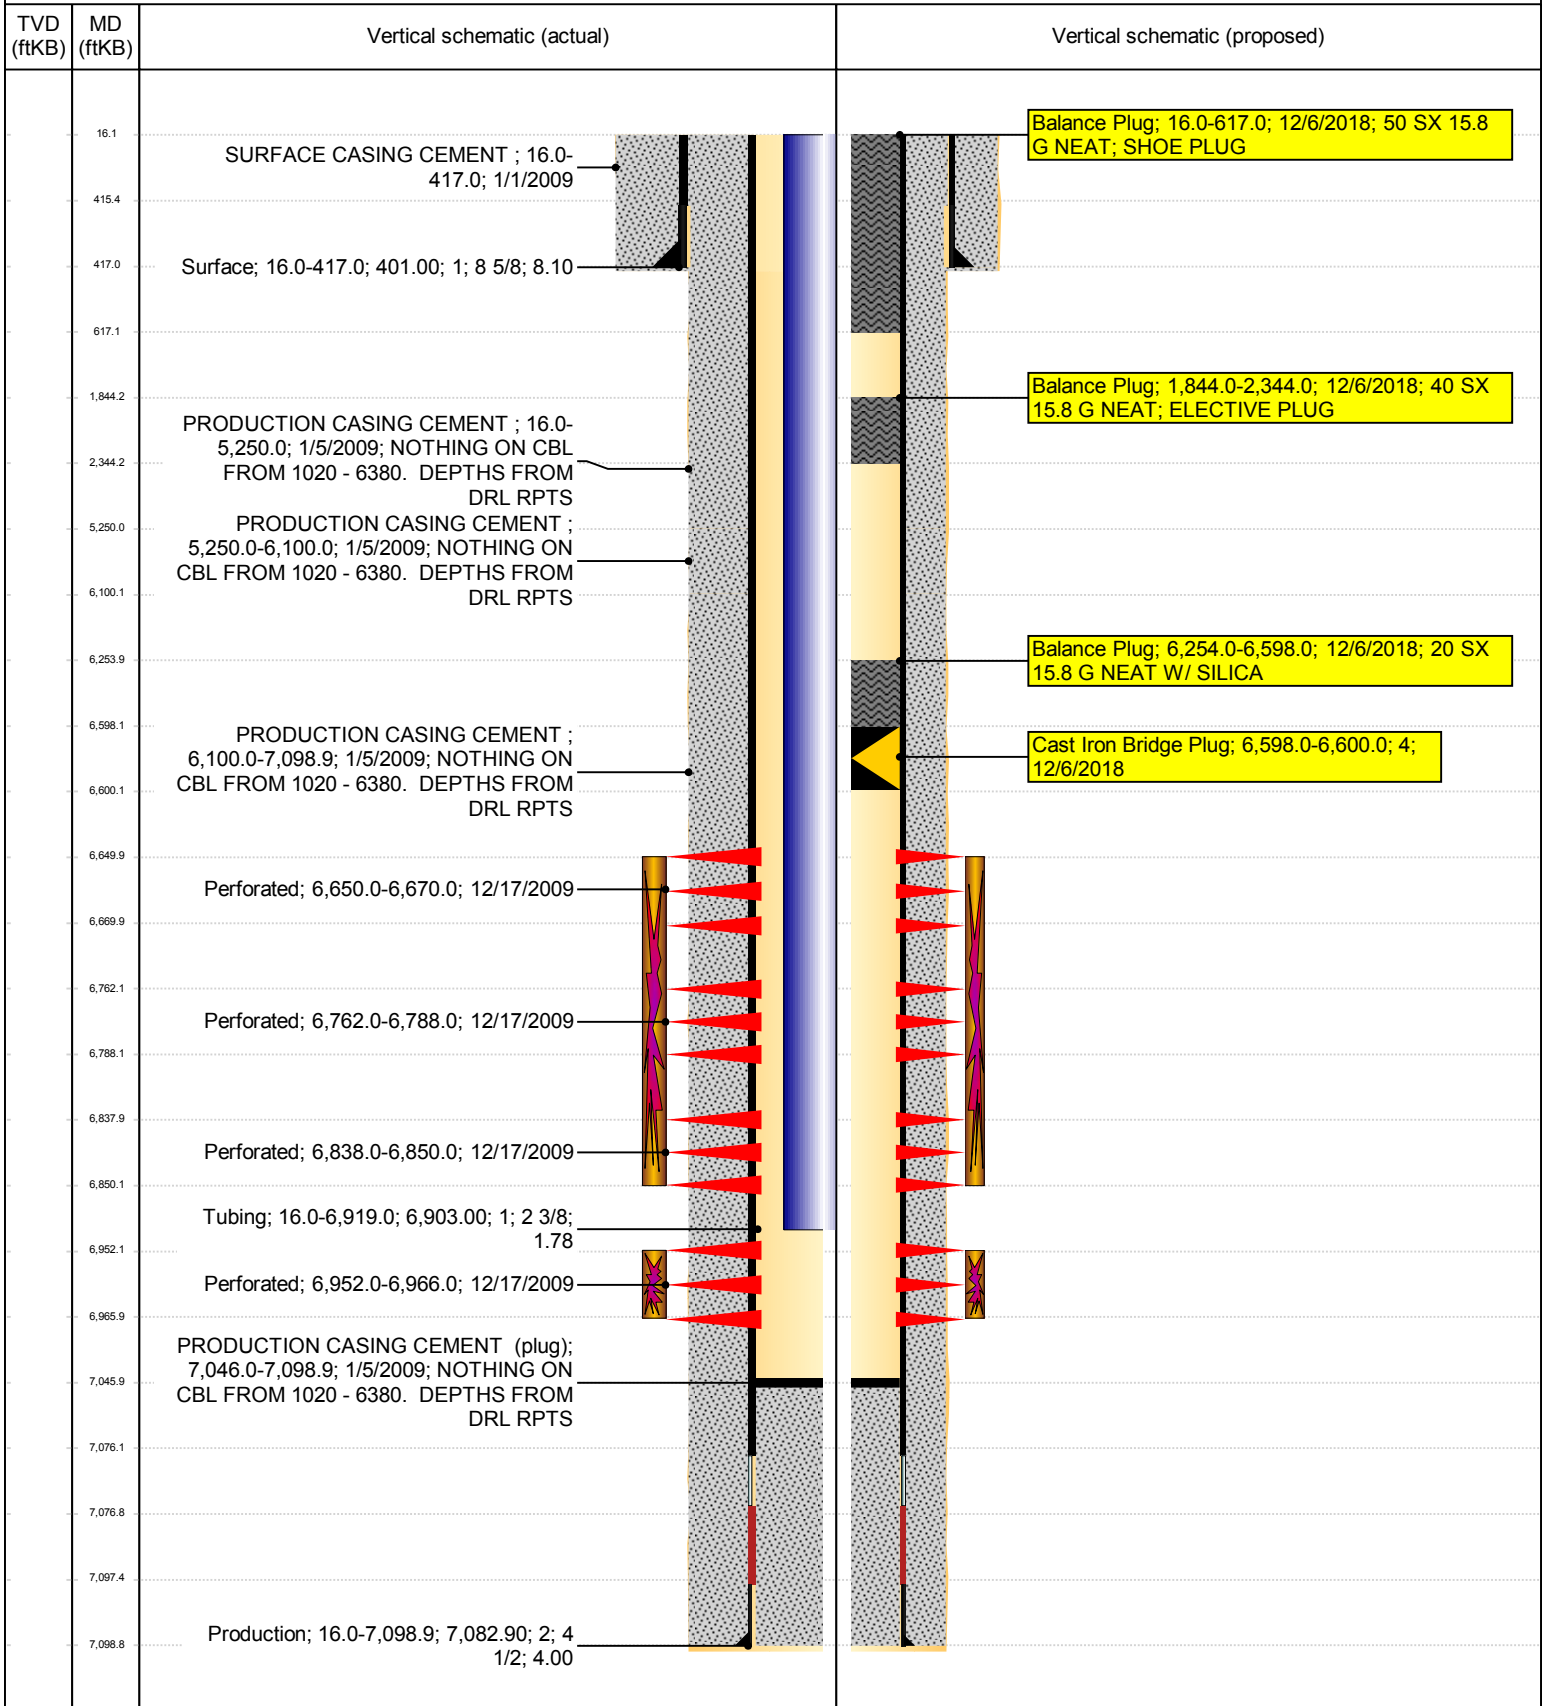 TVD
(ftKB)
MD
(ftKB)
Vertical schematic (actual)
Vertical schematic (proposed)
16.1
415.4
417.0
617.1
1,844.2
2,344.2
5,250.0
6,100.1
6,253.9
6,598.1
6,600.1
6,649.9
6,669.9
6,762.1
6,788.1
6,837.9
6,850.1
6,952.1
6,965.9
7,045.9
7,076.1
7,076.8
7,097.4
7,098.8
SURFACE CASING CEMENT ; 16.0-
417.0; 1/1/2009
Surface; 16.0-417.0; 401.00; 1; 8 5/8; 8.10
PRODUCTION CASING CEMENT ; 16.0-
5,250.0; 1/5/2009; NOTHING ON CBL
FROM 1020 - 6380. DEPTHS FROM
DRL RPTS
PRODUCTION CASING CEMENT ;
5,250.0-6,100.0; 1/5/2009; NOTHING ON
CBL FROM 1020 - 6380. DEPTHS FROM
DRL RPTS
PRODUCTION CASING CEMENT ;
6,100.0-7,098.9; 1/5/2009; NOTHING ON
CBL FROM 1020 - 6380. DEPTHS FROM
DRL RPTS
Perforated; 6,650.0-6,670.0; 12/17/2009
Perforated; 6,762.0-6,788.0; 12/17/2009
Perforated; 6,838.0-6,850.0; 12/17/2009
Tubing; 16.0-6,919.0; 6,903.00; 1; 2 3/8;
1.78
Perforated; 6,952.0-6,966.0; 12/17/2009
PRODUCTION CASING CEMENT (plug);
7,046.0-7,098.9; 1/5/2009; NOTHING ON
CBL FROM 1020 - 6380. DEPTHS FROM
DRL RPTS
Production; 16.0-7,098.9; 7,082.90; 2; 4
1/2; 4.00
Balance Plug; 16.0-617.0; 12/6/2018; 50 SX 15.8
G NEAT; SHOE PLUG
Balance Plug; 1,844.0-2,344.0; 12/6/2018; 40 SX
15.8 G NEAT; ELECTIVE PLUG
Balance Plug; 6,254.0-6,598.0; 12/6/2018; 20 SX
15.8 G NEAT W/ SILICA
Cast Iron Bridge Plug; 6,598.0-6,600.0; 4;
12/6/2018